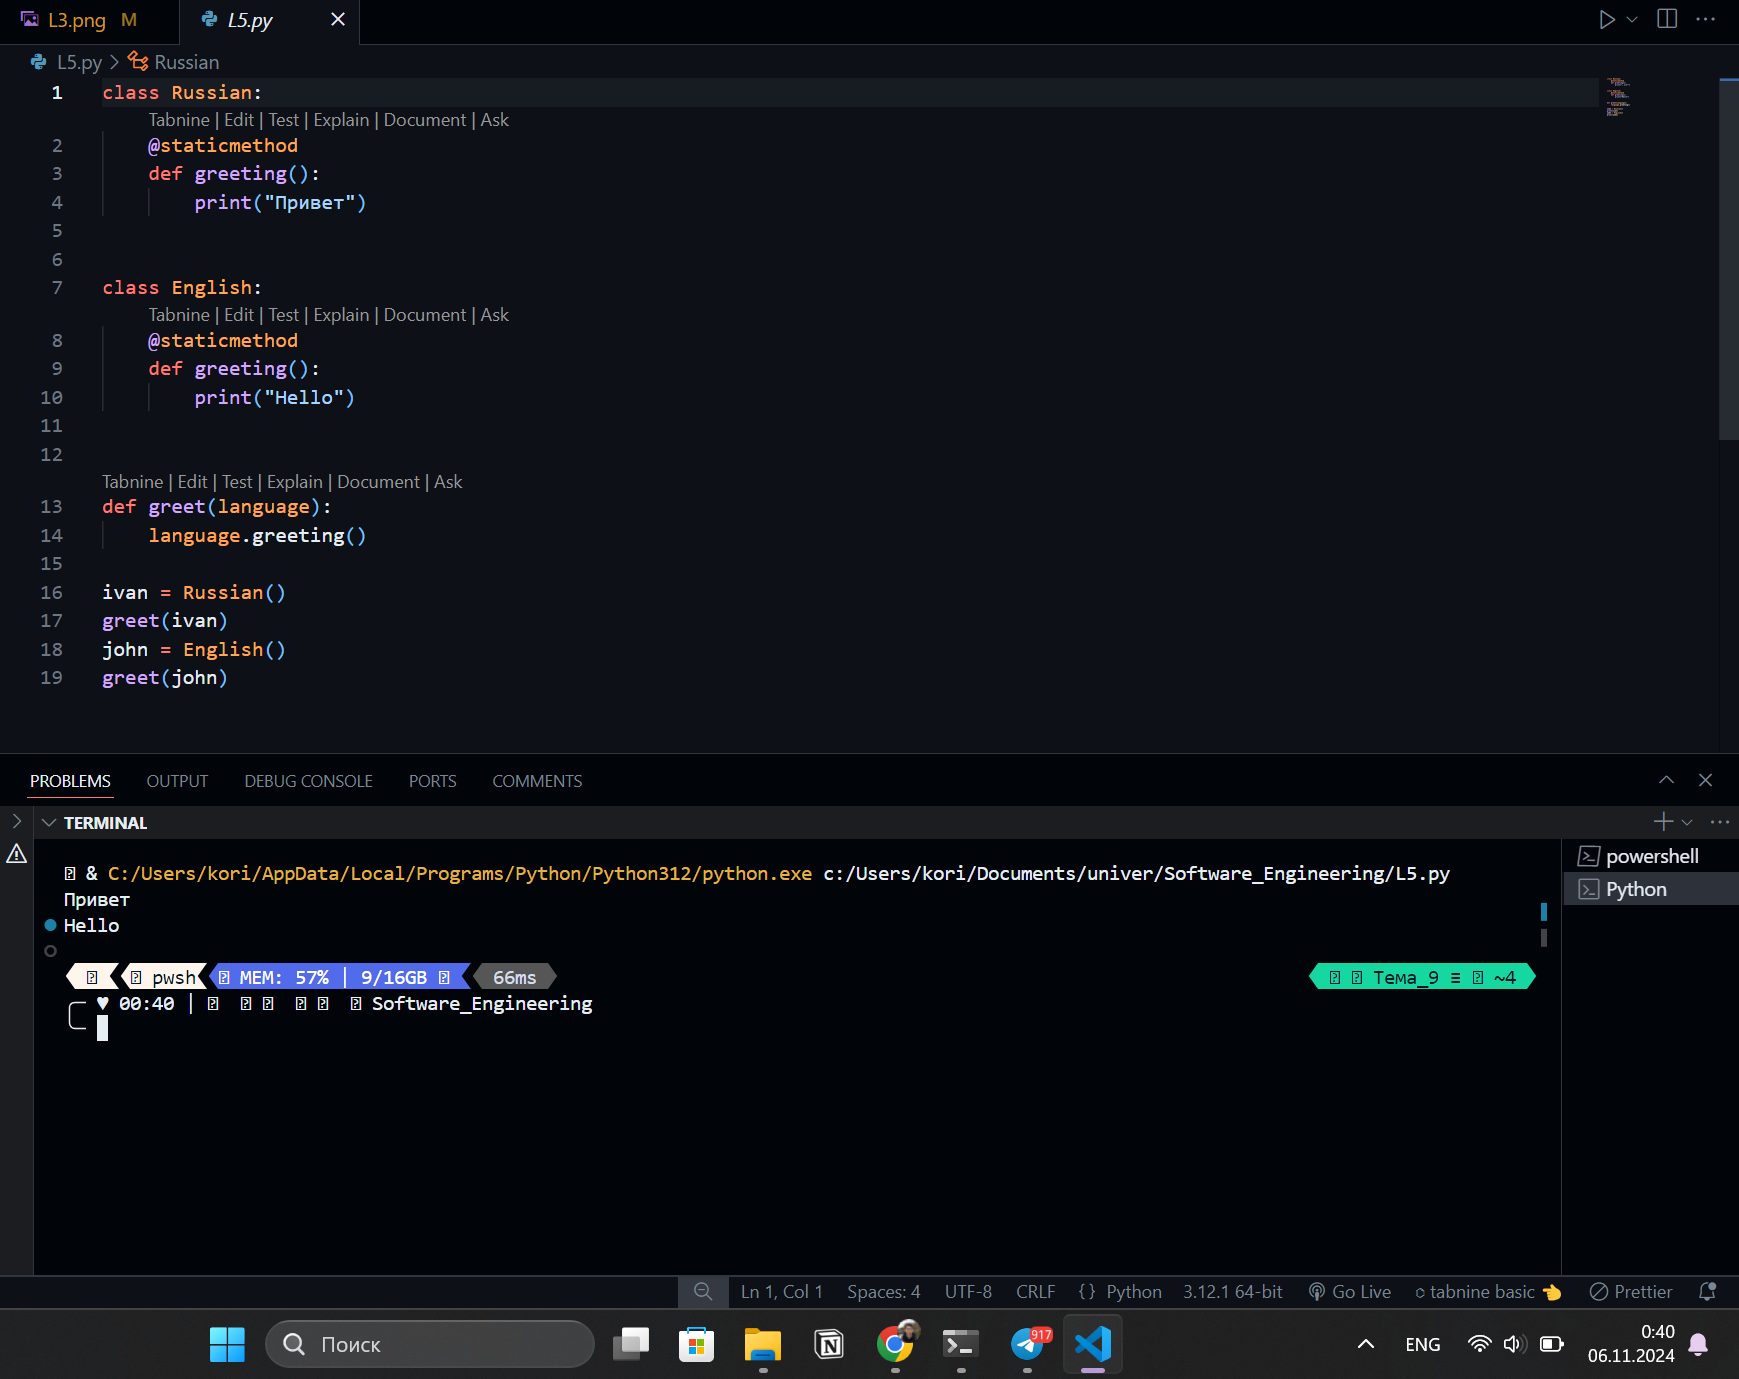 L3.png M L5.py
L5.py > Russian
1 class Russian:
Tabnine | Edit | Test | Explain | Document | Ask
2 @staticmethod
3 def greeting():
4 print("Привет")
5
6
7 class English:
Tabnine | Edit | Test | Explain | Document | Ask
8 @staticmethod
9 def greeting():
10 print("Hello")
11
12
Tabnine | Edit | Test | Explain | Document | Ask
13 def greet(language):
14 language.greeting()
15
16 ivan = Russian()
17 greet(ivan)
18 john = English()
19 greet(john)
PROBLEMS OUTPUT DEBUG CONSOLE PORTS COMMENTS
TERMINAL
powershell
Python
& C:/Users/kori/AppData/Local/Programs/Python/Python312/python.exe c:/Users/kori/Documents/univer/Software_Engineering/L5.py
Привет
Hello
pwsh MEM: 57% | 9/16GB 66ms Тема_9 ≡ ~4
♥ 00:40 | Software_Engineering
Ln 1, Col 1 Spaces: 4 UTF-8 CRLF {} Python 3.12.1 64-bit Go Live tabnine basic Prettier
Поиск 917 ENG 0:40
06.11.2024